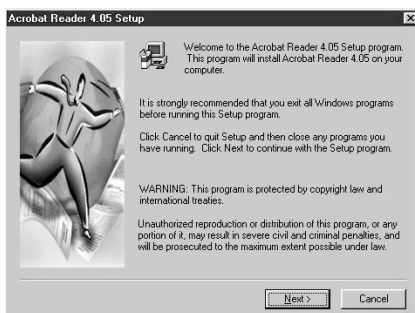 Acrobat Reader 4.05 Setup
Welcome to the Acrobat Reader 4.05 Setup program.
This program will install Acrobat Reader 4.05 on your
computer.
It is strongly recommended that you exit all Windows programs
before running this Setup program.
Click Cancel to quit Setup and then close any programs you
have running. Click Next to continue with the Setup program.
WARNING: This program is protected by copyright law and
international treaties.
Unauthorized reproduction or distribution of this program, or any
portion of it, may result in severe civil and criminal penalties, and
will be prosecuted to the maximum extent possible under law.
Next > Cancel